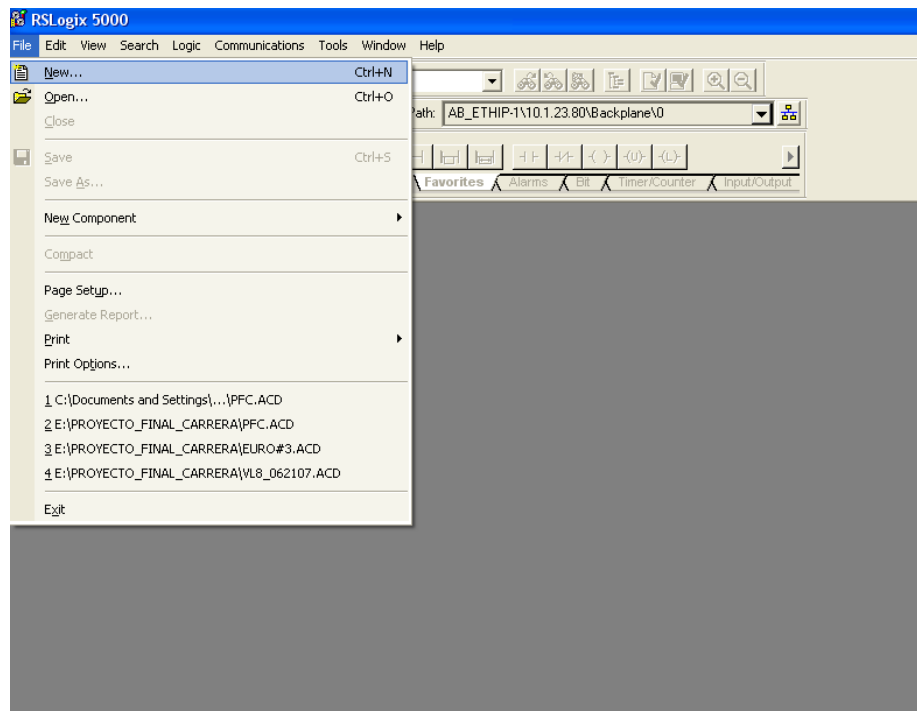 RSLogix 5000
File Edit View Search Logic Communications Tools Window Help
New... Ctrl+N
Open... Ctrl+O
Path: AB_ETHIP-1\10.1.23.80\Backplane\0
Close
Save Ctrl+S
Save As...
Favorites Alarms Bit Timer/Counter Input/Output
New Component
Compact
Page Setup...
Generate Report...
Print
Print Options...
1 C:\Documents and Settings\...\PFC.ACD
2 E:\PROYECTO_FINAL_CARRERA\PFC.ACD
3 E:\PROYECTO_FINAL_CARRERA\EURO#3.ACD
4 E:\PROYECTO_FINAL_CARRERA\VL8_062107.ACD
Exit